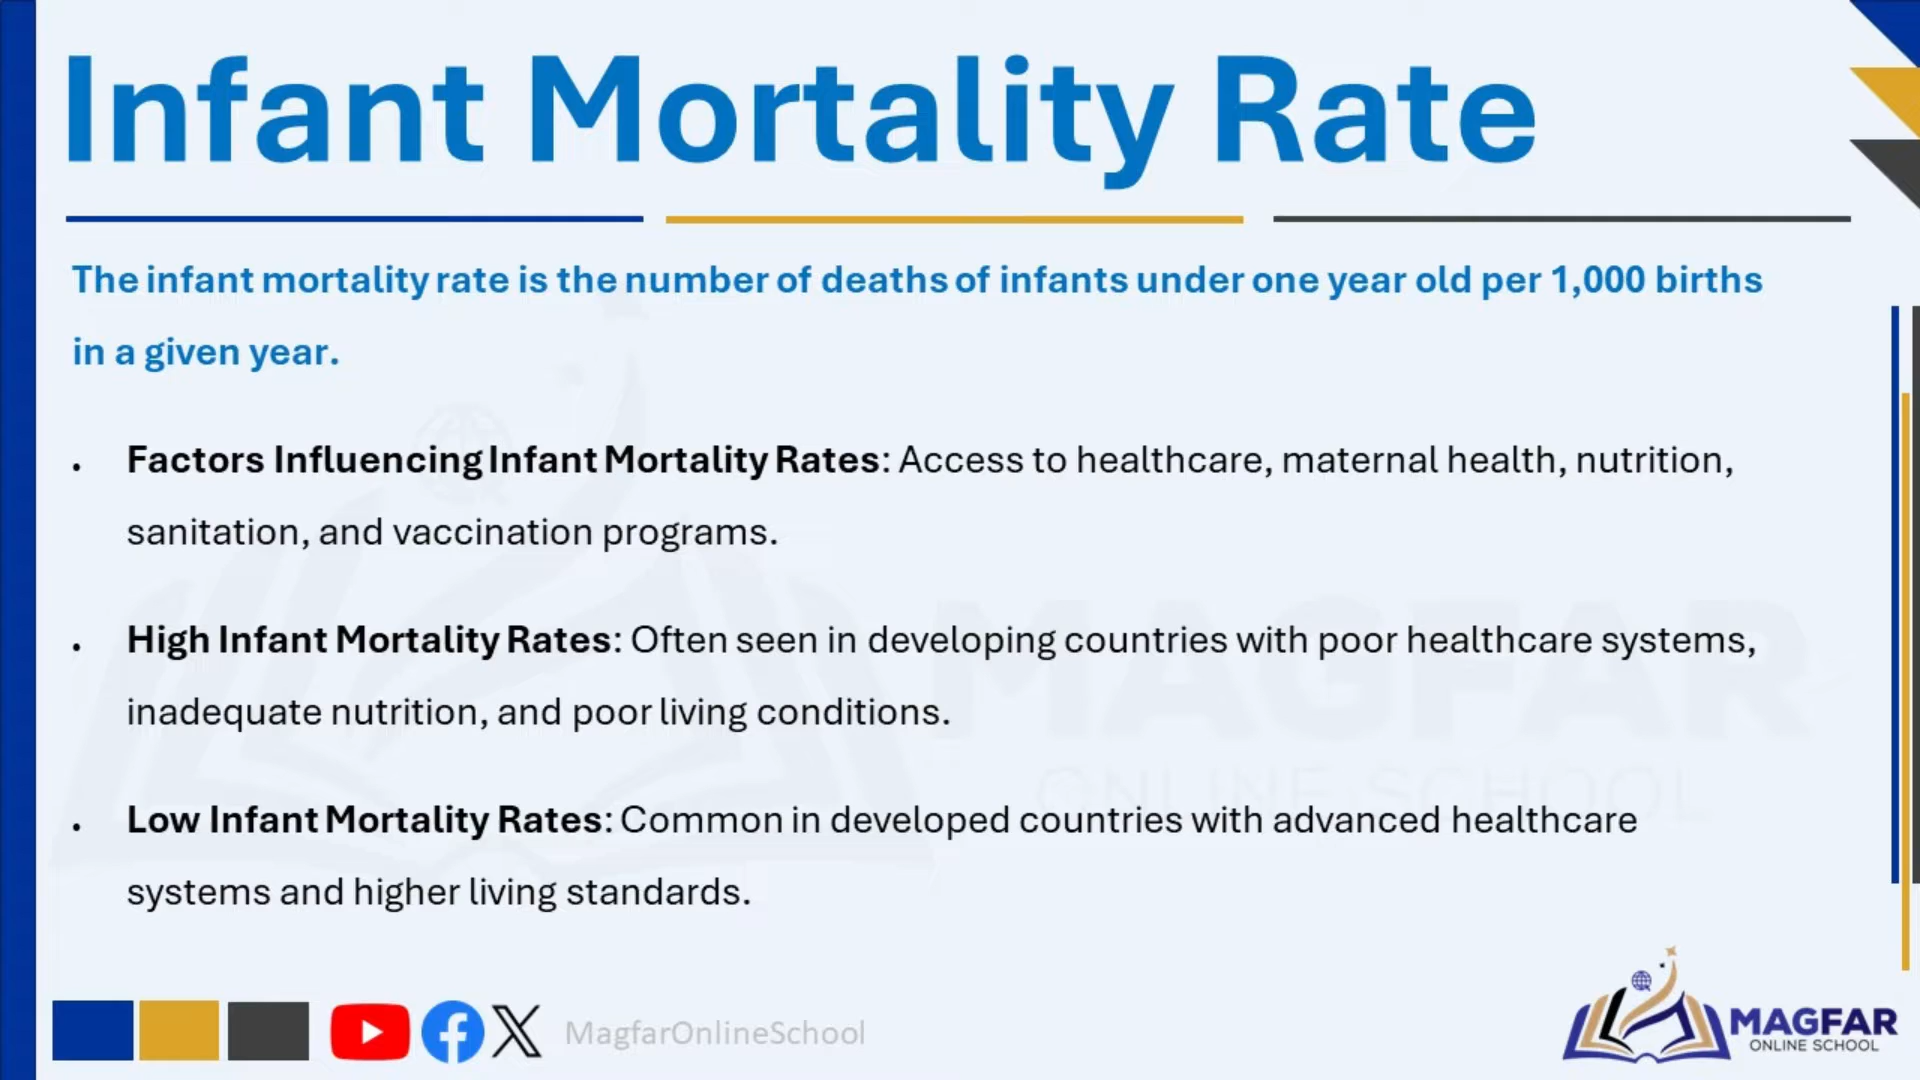 Infant Mortality Rate
The infant mortality rate is the number of deaths of infants under one year old per 1,000 births
in a given year.
• Factors Influencing Infant Mortality Rates: Access to healthcare, maternal health, nutrition,
sanitation, and vaccination programs.
• High Infant Mortality Rates: Often seen in developing countries with poor healthcare systems,
inadequate nutrition, and poor living conditions.
• Low Infant Mortality Rates: Common in developed countries with advanced healthcare
systems and higher living standards.
MAGFAR
ONLINE SCHOOL
MagfarOnlineSchool
MAGFAR
ONLINE SCHOOL